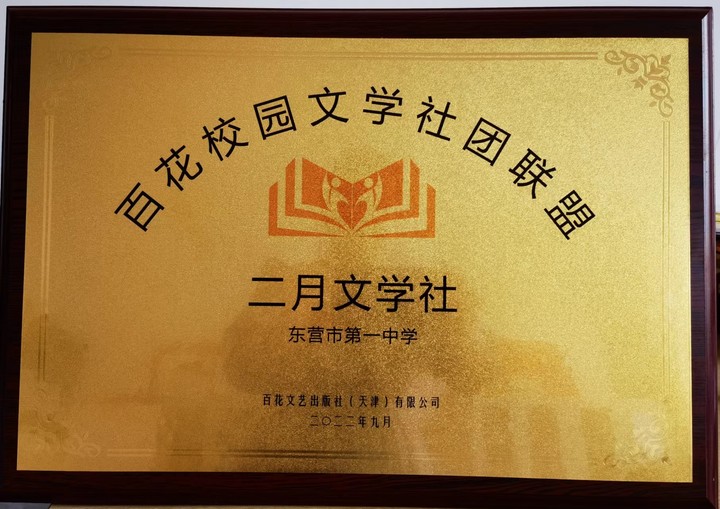 百花校园文学社团联盟
二月文学社
东营市第一中学
百花文艺出版社（天津）有限公司
二〇二二年九月